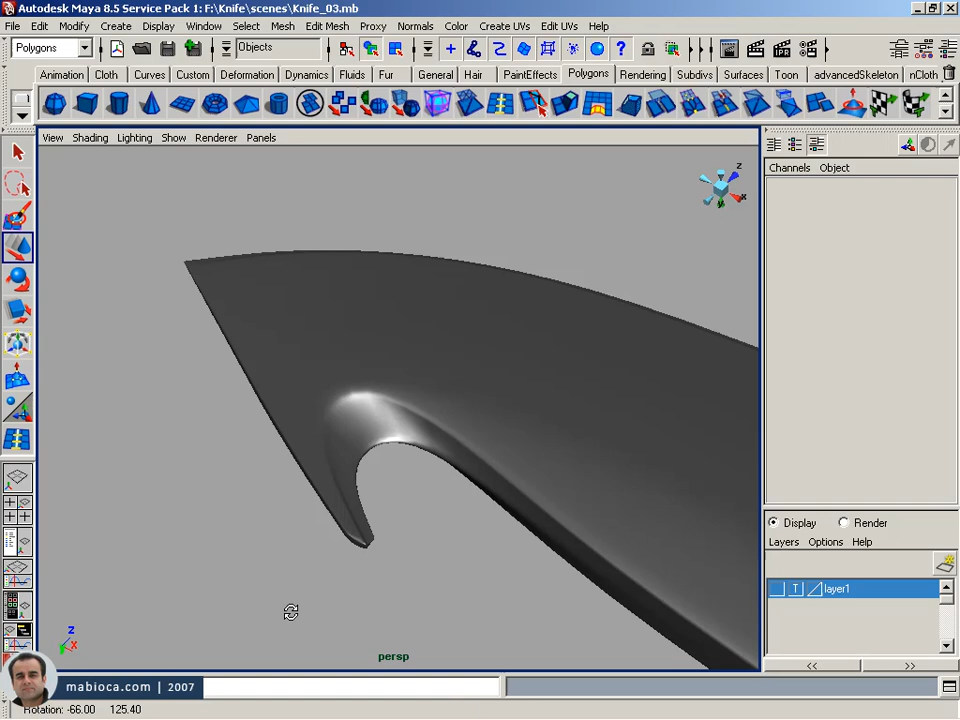 Autodesk Maya 8.5 Service Pack 1: F:\Knife\scenes\Knife_03.mb
File Edit Modify Create Display Window Select Mesh Edit Mesh Proxy Normals Color Create UVs Edit UVs Help
Polygons Objects
Animation Cloth Curves Custom Deformation Dynamics Fluids Fur General Hair PaintEffects Polygons Rendering Subdivs Surfaces Toon advancedSkeleton nCloth
View Shading Lighting Show Renderer Panels
Channels Object
z
x
Display Render
Layers Options Help
T layer1
z
x
persp
<< >>
mabioca.com | 2007
Rotation: -66.00 125.40